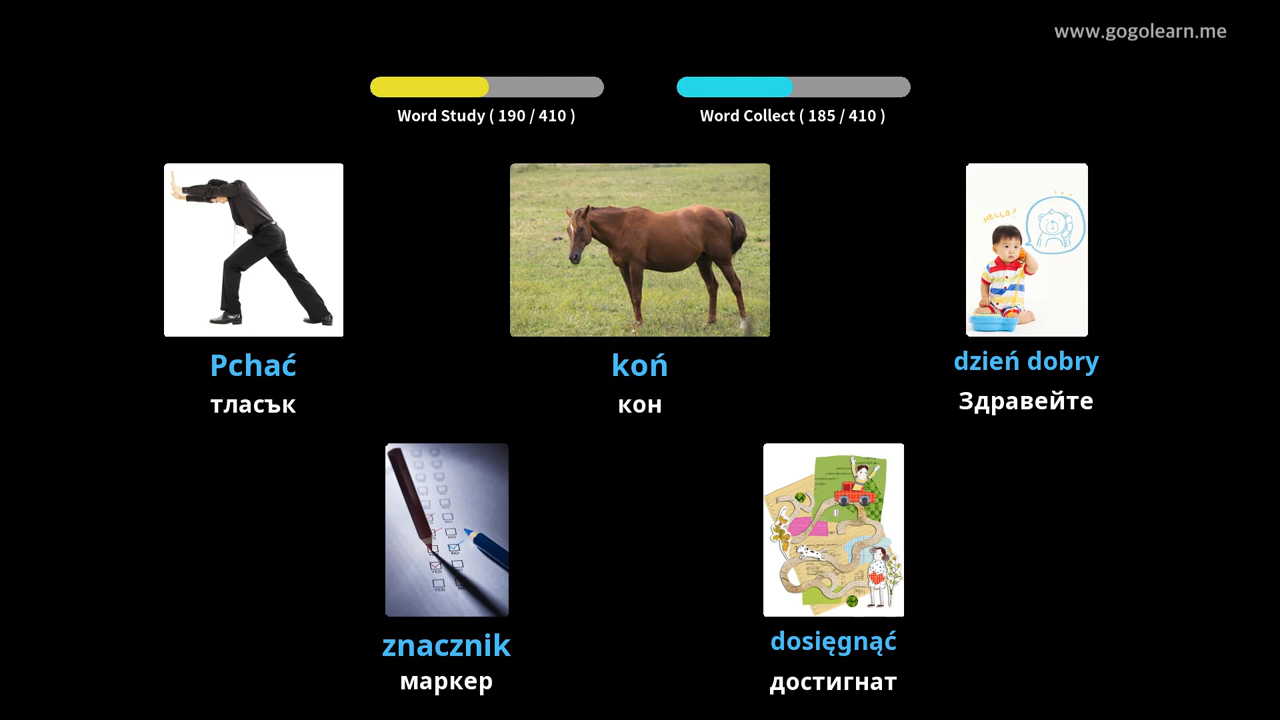 www.gogolearn.me
Word Study ( 190 / 410 )
Word Collect ( 185 / 410 )
HELLO?
Pchać
koń
dzień dobry
тласък
кон
Здравейте
znacznik
dosięgnąć
маркер
достигнат